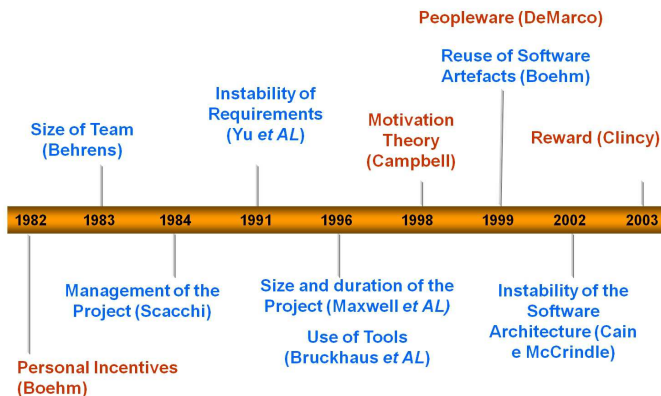 Peopleware (DeMarco)
Reuse of Software
Artefacts (Boehm)
Instability of
Requirements
(Yu et AL)
Motivation
Theory
(Campbell)
Size of Team
(Behrens)
Reward (Clincy)
1982 1983 1984 1991 1996 1998 1999 2002 2003
Management of the
Project (Scacchi)
Size and duration of the
Project (Maxwell et AL)
Use of Tools
(Bruckhaus et AL)
Instability of the
Software
Architecture (Cain
e McCrindle)
Personal Incentives
(Boehm)